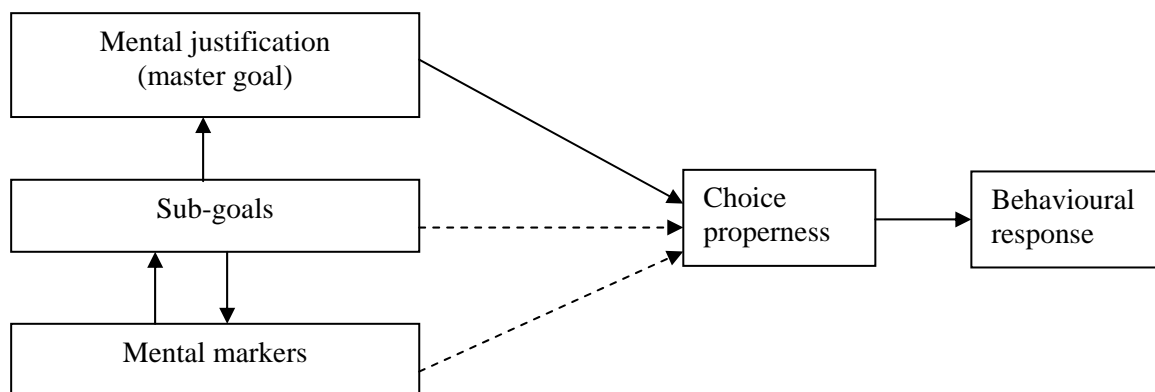 Mental justification
(master goal)
Sub-goals
Mental markers
Choice
properness
Behavioural
response